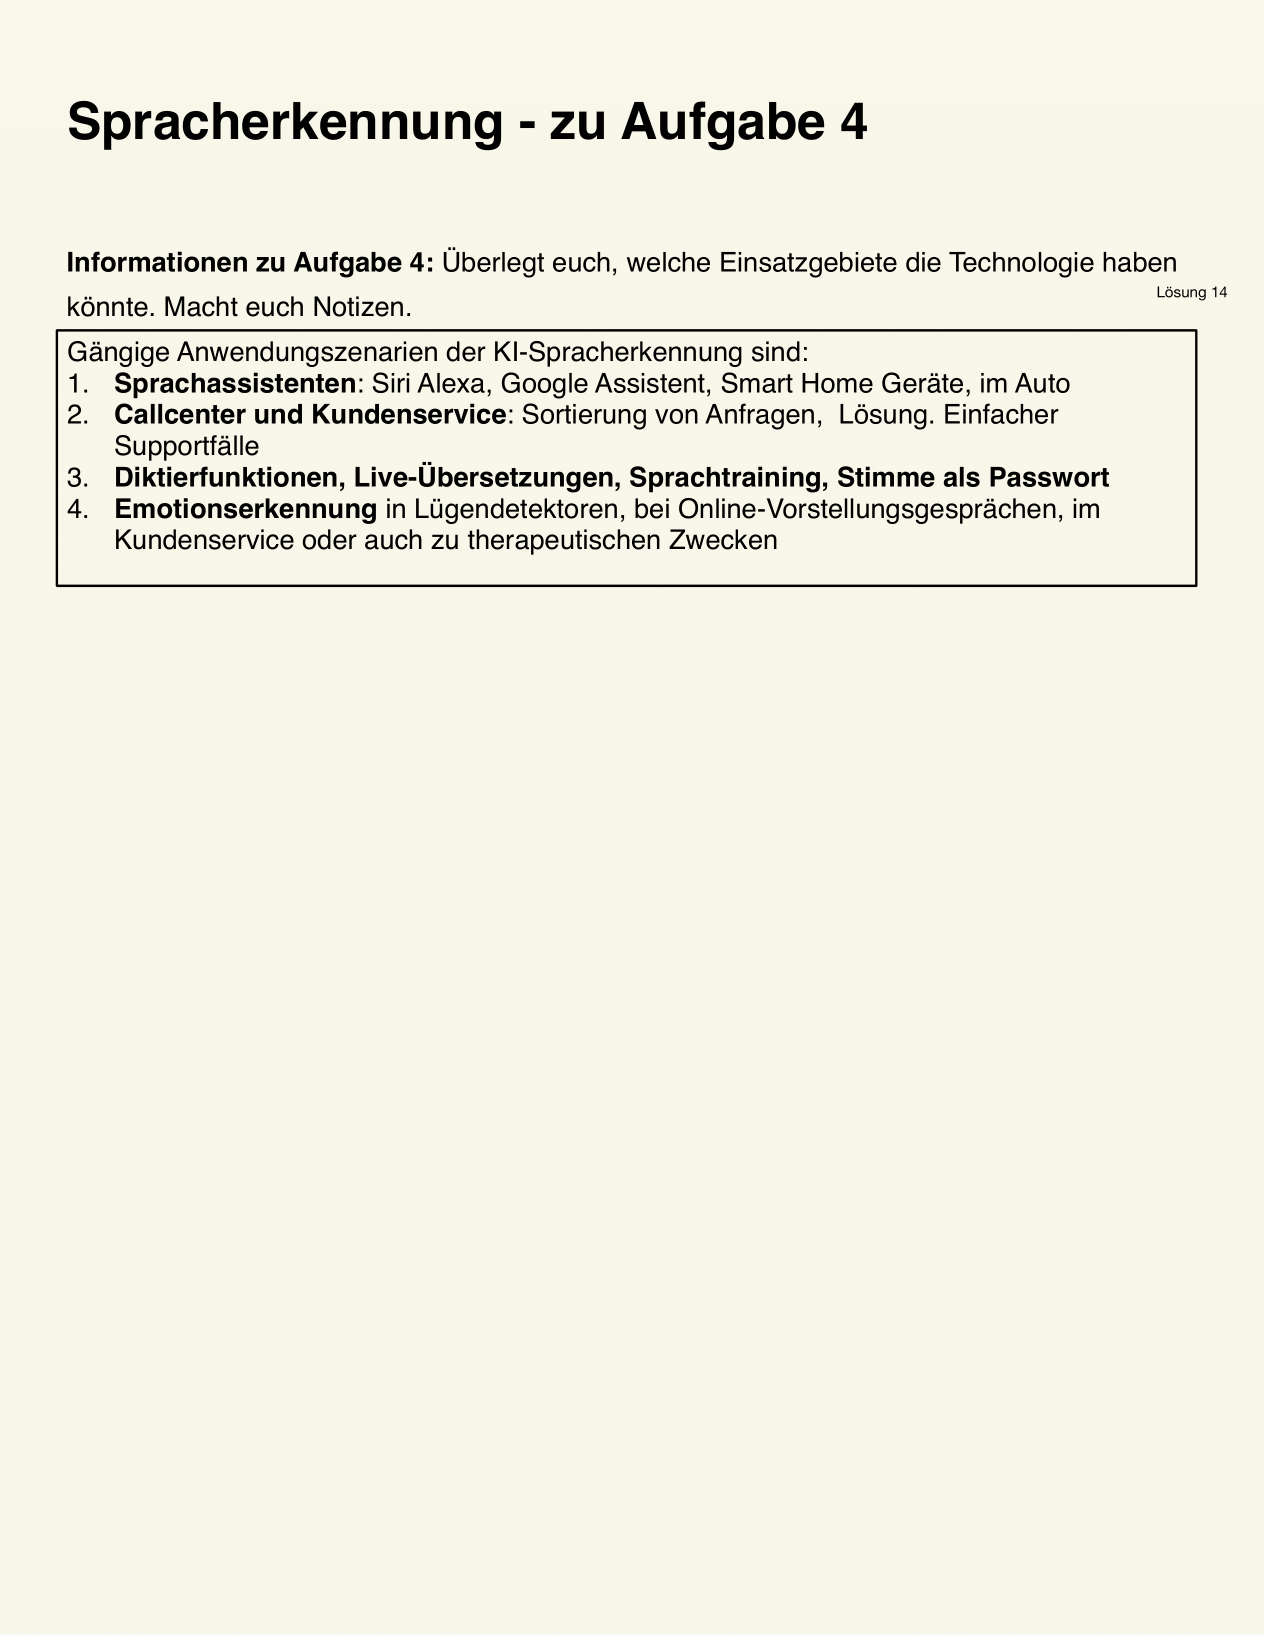 Spracherkennung - zu Aufgabe 4
Informationen zu Aufgabe 4: Überlegt euch, welche Einsatzgebiete die Technologie haben
könnte. Macht euch Notizen.
Lösung 14
Gängige Anwendungszenarien der KI-Spracherkennung sind:
1. Sprachassistenten: Siri Alexa, Google Assistent, Smart Home Geräte, im Auto
2. Callcenter und Kundenservice: Sortierung von Anfragen,  Lösung. Einfacher
Supportfälle
3. Diktierfunktionen, Live-Übersetzungen, Sprachtraining, Stimme als Passwort
4. Emotionserkennung in Lügendetektoren, bei Online-Vorstellungsgesprächen, im
Kundenservice oder auch zu therapeutischen Zwecken